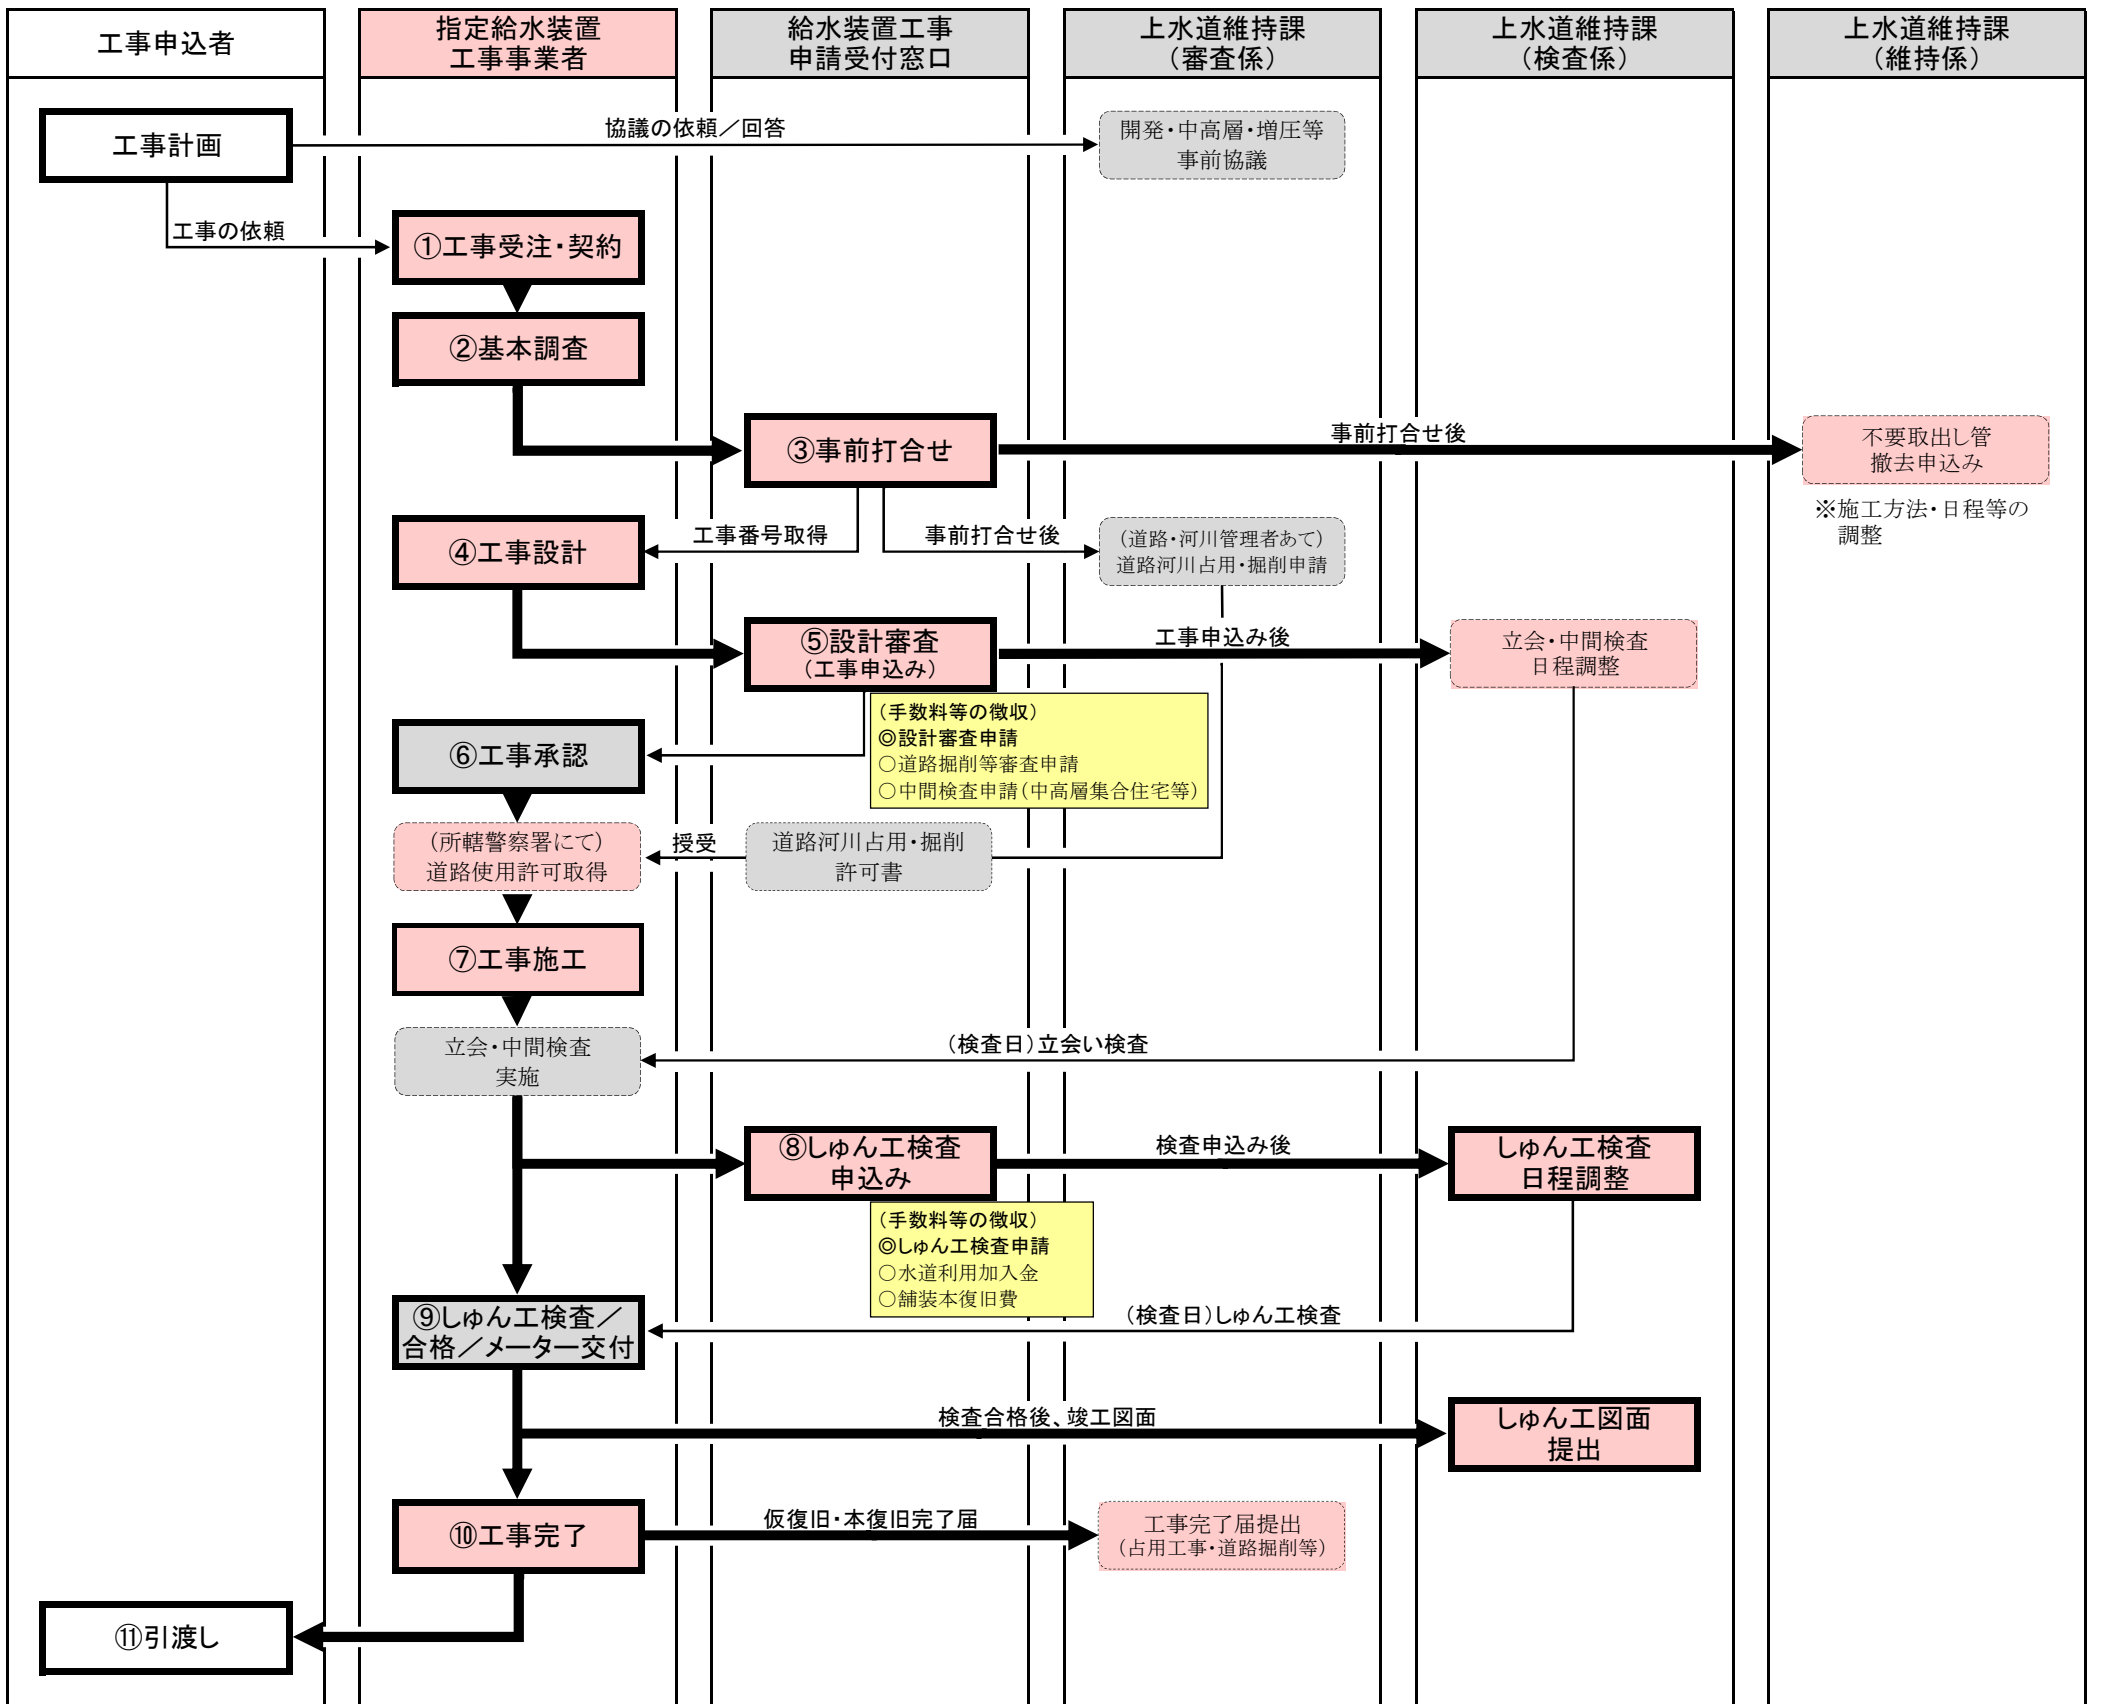 工事申込者
指定給水装置
工事事業者
給水装置工事
申請受付窓口
上水道維持課
（審査係）
上水道維持課
（検査係）
上水道維持課
（維持係）
工事計画
協議の依頼／回答
開発・中高層・増圧等
事前協議
工事の依頼
①工事受注・契約
②基本調査
③事前打合せ
事前打合せ後
不要取出し管
撤去申込み
※施工方法・日程等の
調整
④工事設計
工事番号取得
事前打合せ後
（道路・河川管理者あて）
道路河川占用・掘削申請
⑤設計審査
（工事申込み）
工事申込み後
立会・中間検査
日程調整
（手数料等の徴収）
◎設計審査申請
○道路掘削等審査申請
○中間検査申請（中高層集合住宅等）
⑥工事承認
（所轄警察署にて）
道路使用許可取得
授受
道路河川占用・掘削
許可書
⑦工事施工
立会・中間検査
実施
（検査日）立会い検査
⑧しゅん工検査
申込み
検査申込み後
しゅん工検査
日程調整
（手数料等の徴収）
◎しゅん工検査申請
○水道利用加入金
○舗装本復旧費
⑨しゅん工検査／
合格／メーター交付
（検査日）しゅん工検査
検査合格後、竣工図面
しゅん工図面
提出
⑩工事完了
仮復旧・本復旧完了届
工事完了届提出
（占用工事・道路掘削等）
⑪引渡し